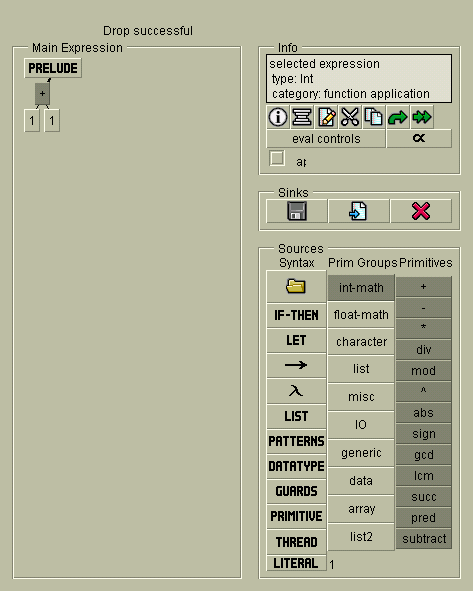 Drop successful
Main Expression
PRELUDE
+
1 1
Info
selected expression
type: Int
category: function application
eval controls α
Sinks
Sources
Syntax Prim Groups Primitives
int-math +
IF-THEN float-math -
LET character *
→ list div
λ misc mod
LIST IO ^
PATTERNS generic abs
DATATYPE data sign
GUARDS array gcd
PRIMITIVE list2 lcm
THREAD succ
LITERAL 1 pred
subtract